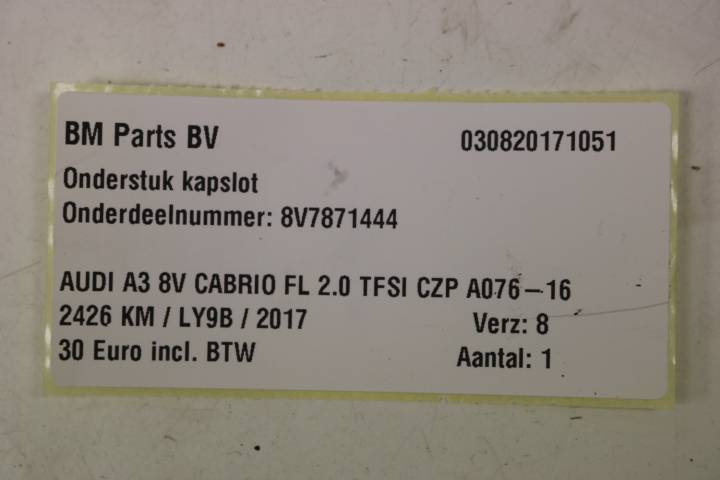 BM Parts BV 030820171051
Onderstuk kapslot
Onderdeelnummer: 8V7871444
AUDI A3 8V CABRIO FL 2.0 TFSI CZP A076-16
2426 KM / LY9B / 2017 Verz: 8
30 Euro incl. BTW Aantal: 1